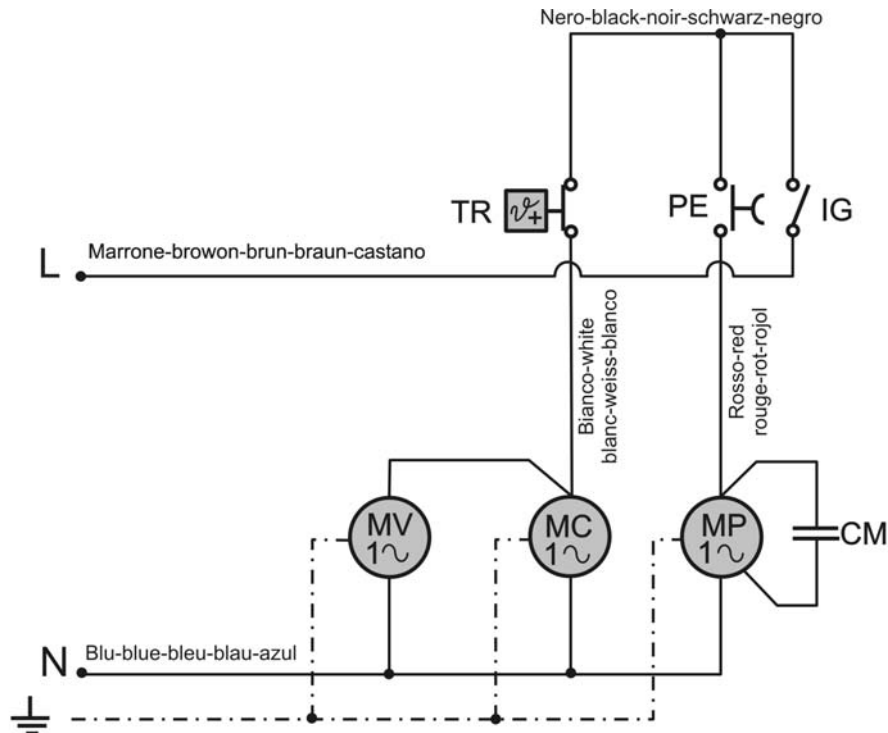 Nero-black-noir-schwarz-negro
TR
ϑ+
PE
IG
L
Marrone-browon-brun-braun-castano
Bianco-white
blanc-weiss-blanco
Rosso-red
rouge-rot-rojol
MV
1∿
MC
1∿
MP
1∿
CM
N
Blu-blue-bleu-blau-azul